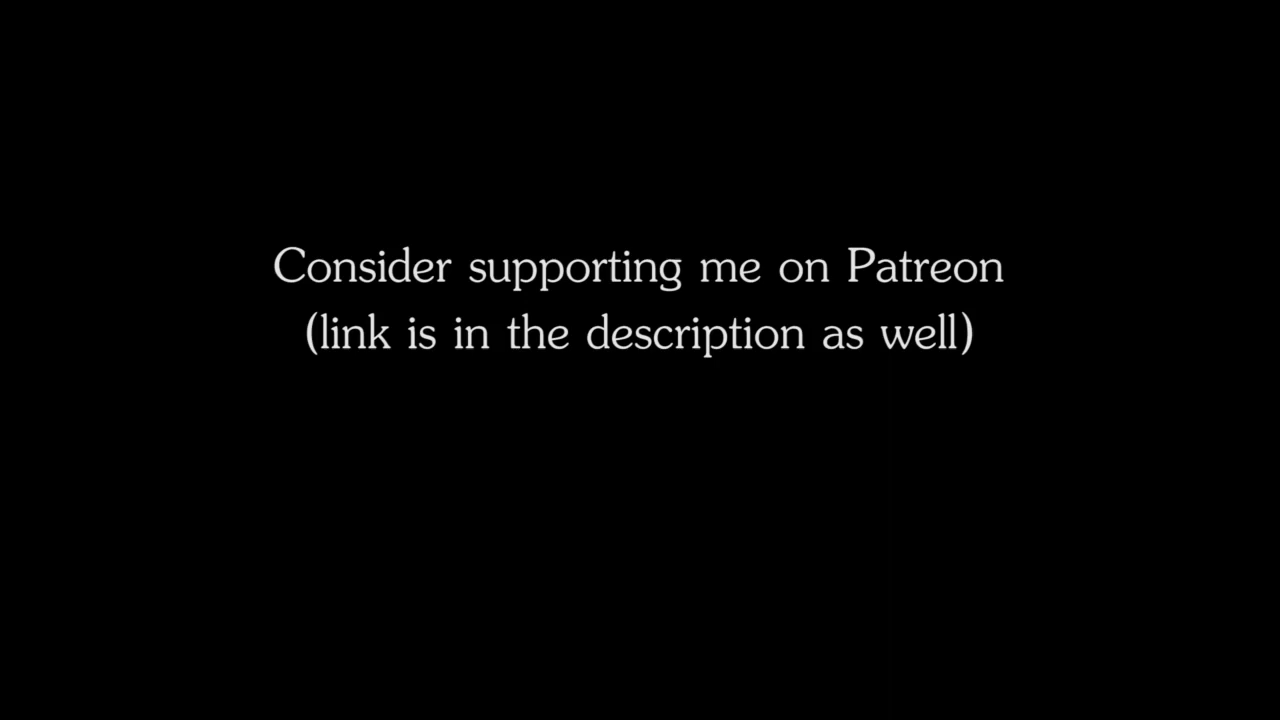 Consider supporting me on Patreon
(link is in the description as well)